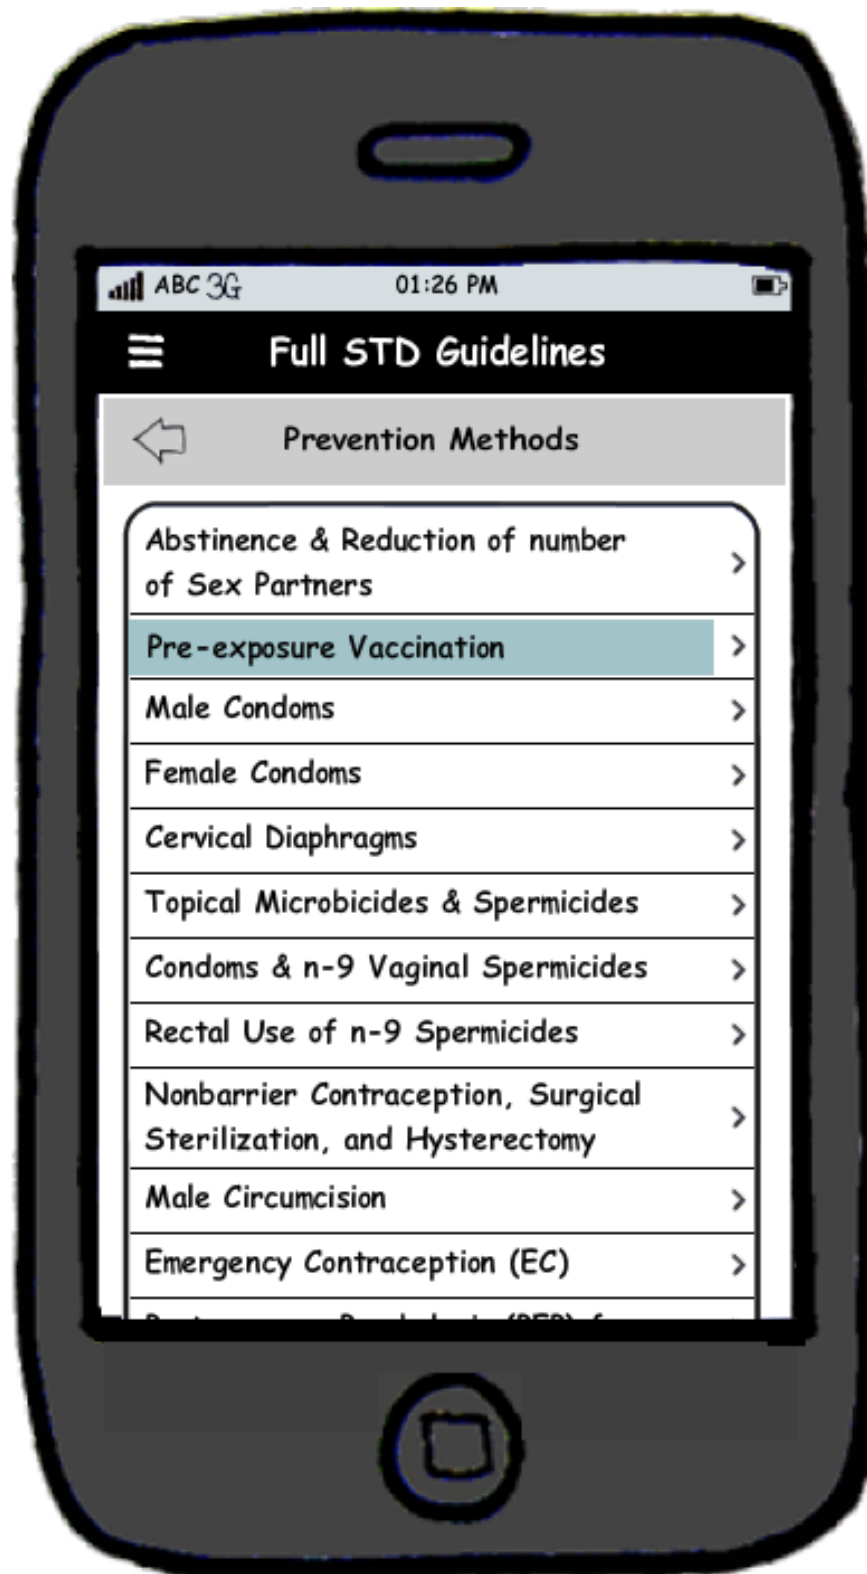 ABC 3G 01:26 PM
Full STD Guidelines
Prevention Methods
Abstinence & Reduction of number
of Sex Partners
Pre-exposure Vaccination
Male Condoms
Female Condoms
Cervical Diaphragms
Topical Microbicides & Spermicides
Condoms & n-9 Vaginal Spermicides
Rectal Use of n-9 Spermicides
Nonbarrier Contraception, Surgical
Sterilization, and Hysterectomy
Male Circumcision
Emergency Contraception (EC)